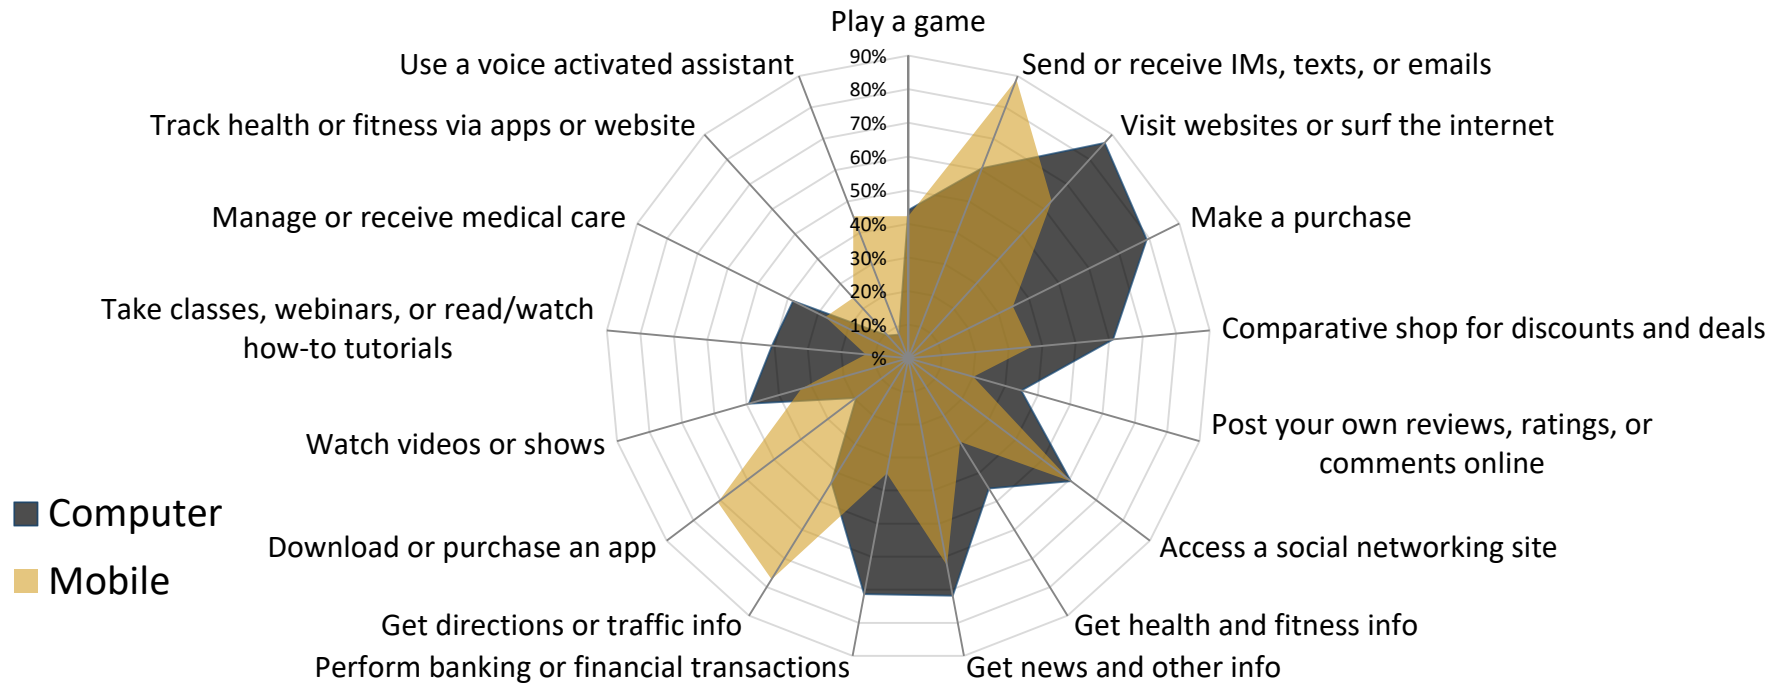 Play a game
Use a voice activated assistant
90%
Send or receive IMs, texts, or emails
80%
Track health or fitness via apps or website
70%
Visit websites or surf the internet
60%
50%
Manage or receive medical care
40%
Make a purchase
30%
20%
Take classes, webinars, or read/watch
how-to tutorials
10%
Comparative shop for discounts and deals
%
Watch videos or shows
Post your own reviews, ratings, or
comments online
Computer
Mobile
Download or purchase an app
Access a social networking site
Get directions or traffic info
Get health and fitness info
Perform banking or financial transactions
Get news and other info